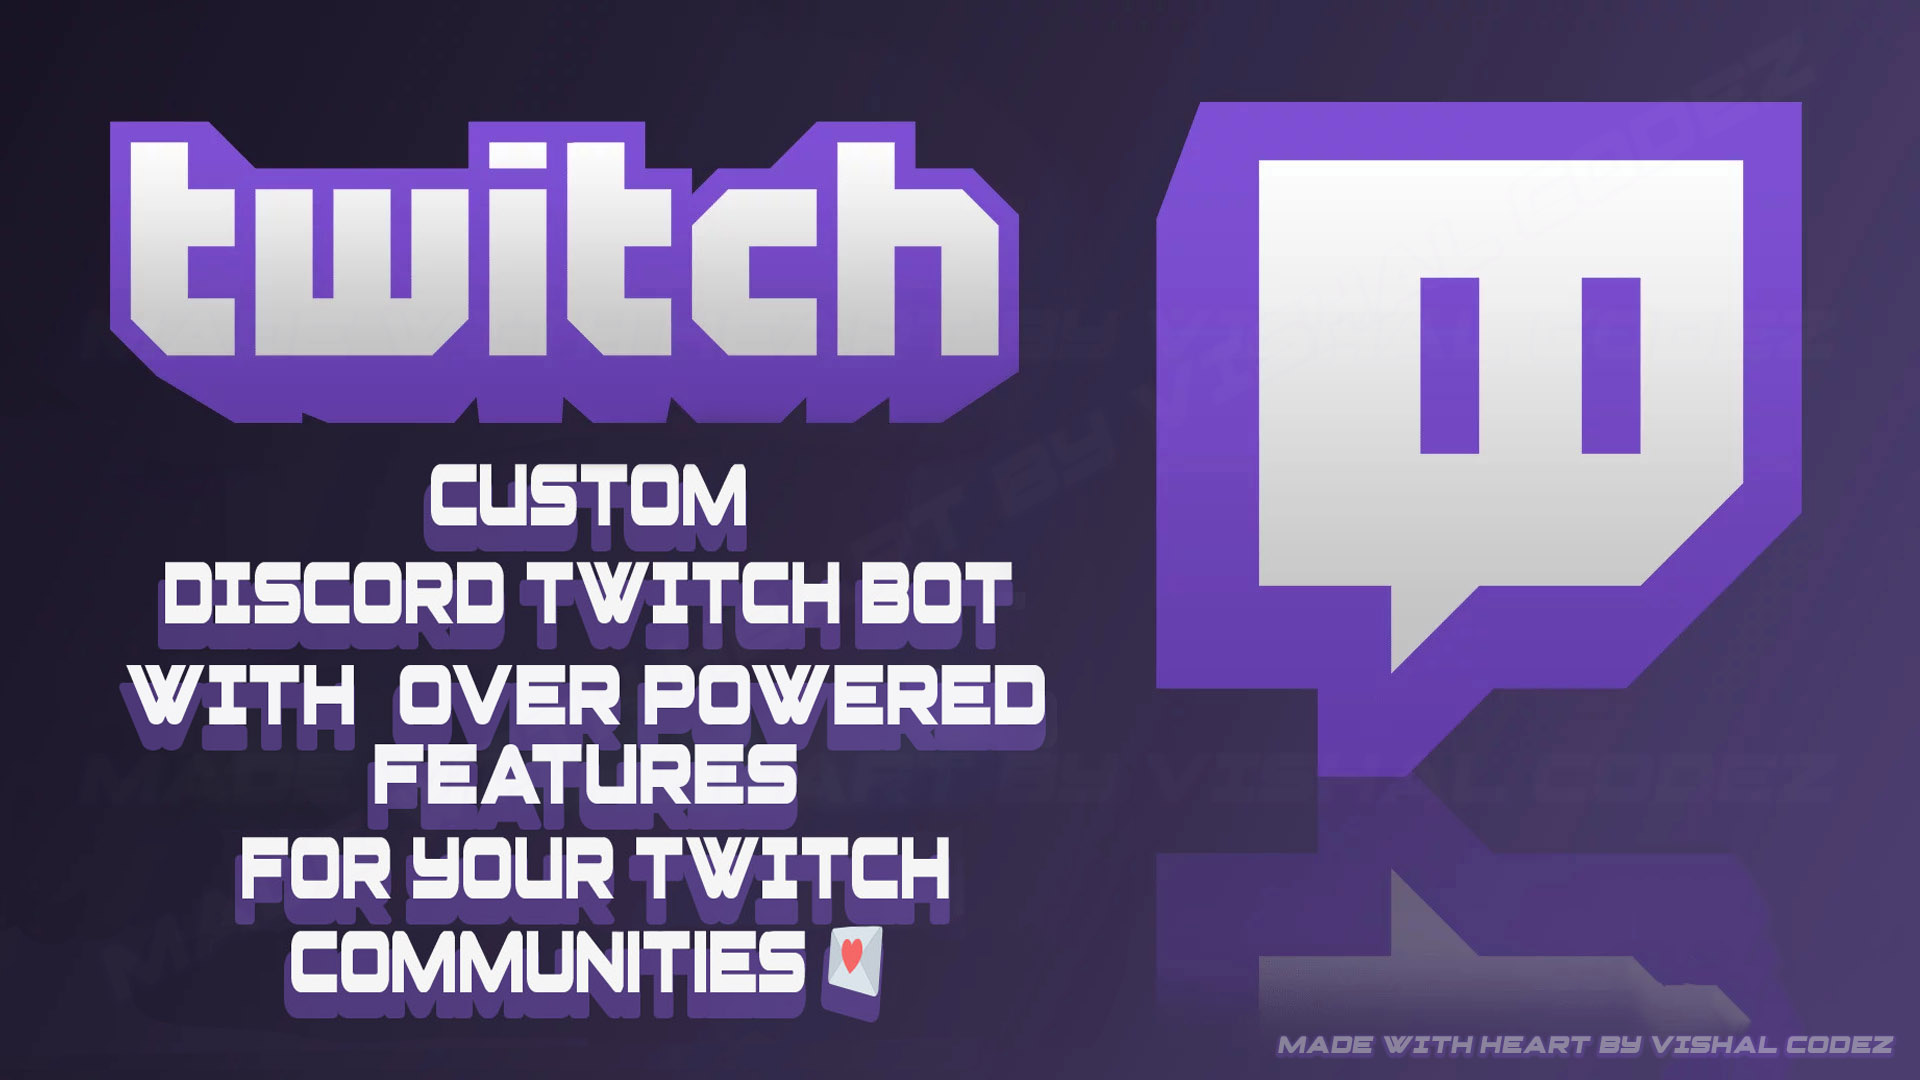 twitch
CUSTOM
DISCORD TWITCH BOT
WITH OVER POWERED
FEATURES
FOR YOUR TWITCH
COMMUNITIES 💌
MADE WITH HEART BY VISHAL CODEZ